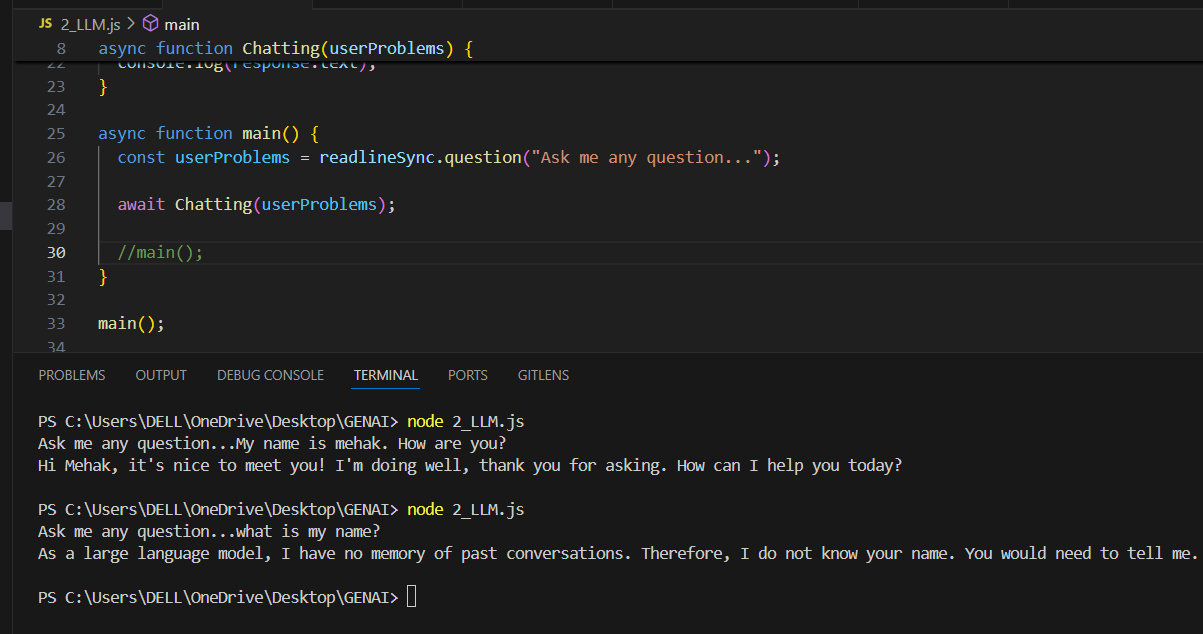 JS 2_LLM.js > main
8 async function Chatting(userProblems) {
22 console.log(response.text);
23 }
24
25 async function main() {
26 const userProblems = readlineSync.question("Ask me any question...");
27
28 await Chatting(userProblems);
29
30 //main();
31 }
32
33 main();
34
PROBLEMS OUTPUT DEBUG CONSOLE TERMINAL PORTS GITLENS
PS C:\Users\DELL\OneDrive\Desktop\GENAI> node 2_LLM.js
Ask me any question...My name is mehak. How are you?
Hi Mehak, it's nice to meet you! I'm doing well, thank you for asking. How can I help you today?
PS C:\Users\DELL\OneDrive\Desktop\GENAI> node 2_LLM.js
Ask me any question...what is my name?
As a large language model, I have no memory of past conversations. Therefore, I do not know your name. You would need to tell me.
PS C:\Users\DELL\OneDrive\Desktop\GENAI>